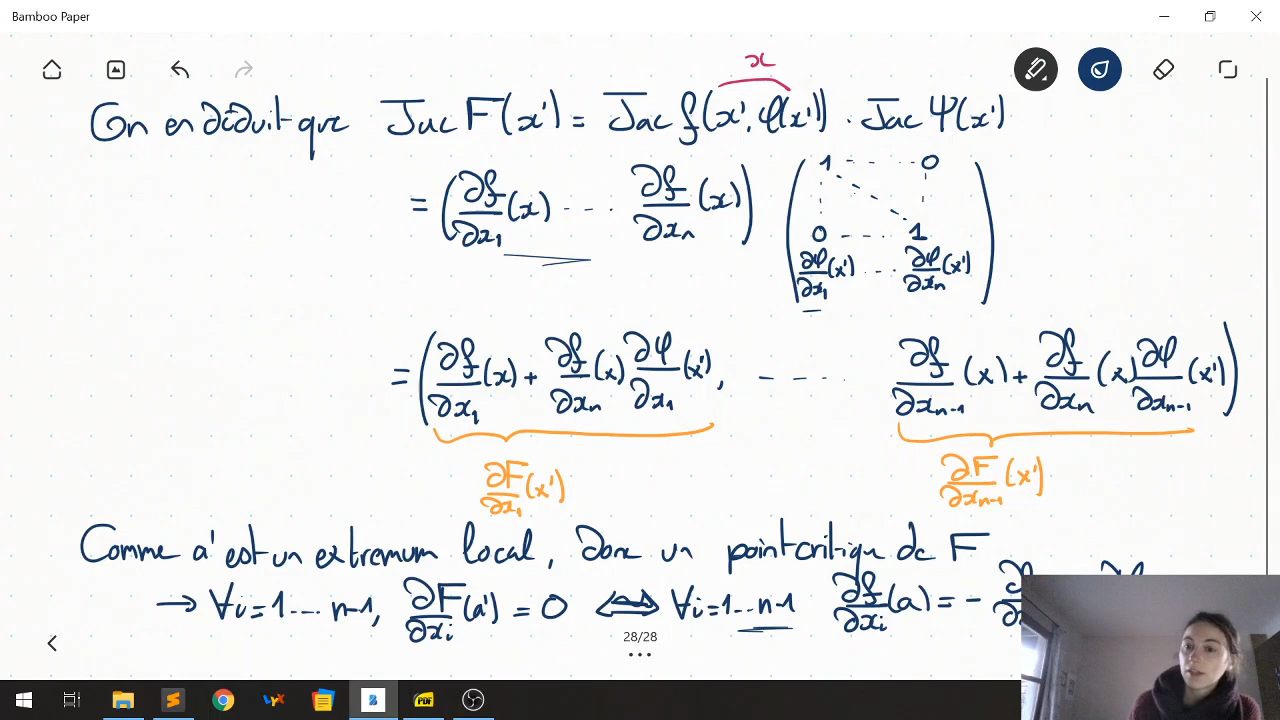 Bamboo Paper
x
On en déduit que Jac F(x') = Jac f(x', φ(x')) . Jac Ψ(x')
= (∂f/∂x₁ (x) ... ∂f/∂xₙ (x)) ( 1 --- 0
0 --- 1
∂φ/∂x₁ (x') ... ∂φ/∂xₙ (x') )
= ( ∂f/∂x₁ (x) + ∂f/∂xₙ (x) ∂φ/∂x₁ (x'), ---- ∂f/∂xₙ₋₁ (x) + ∂f/∂xₙ (x) ∂φ/∂xₙ₋₁ (x') )
∂F/∂x₁ (x') ∂F/∂xₙ₋₁ (x')
Comme a' est un extremum local, donc un point critique de F
→ ∀i=1...n-1, ∂F/∂xᵢ (a') = 0 ⟺ ∀i=1...n-1 ∂f/∂xᵢ (a) = -
28/28